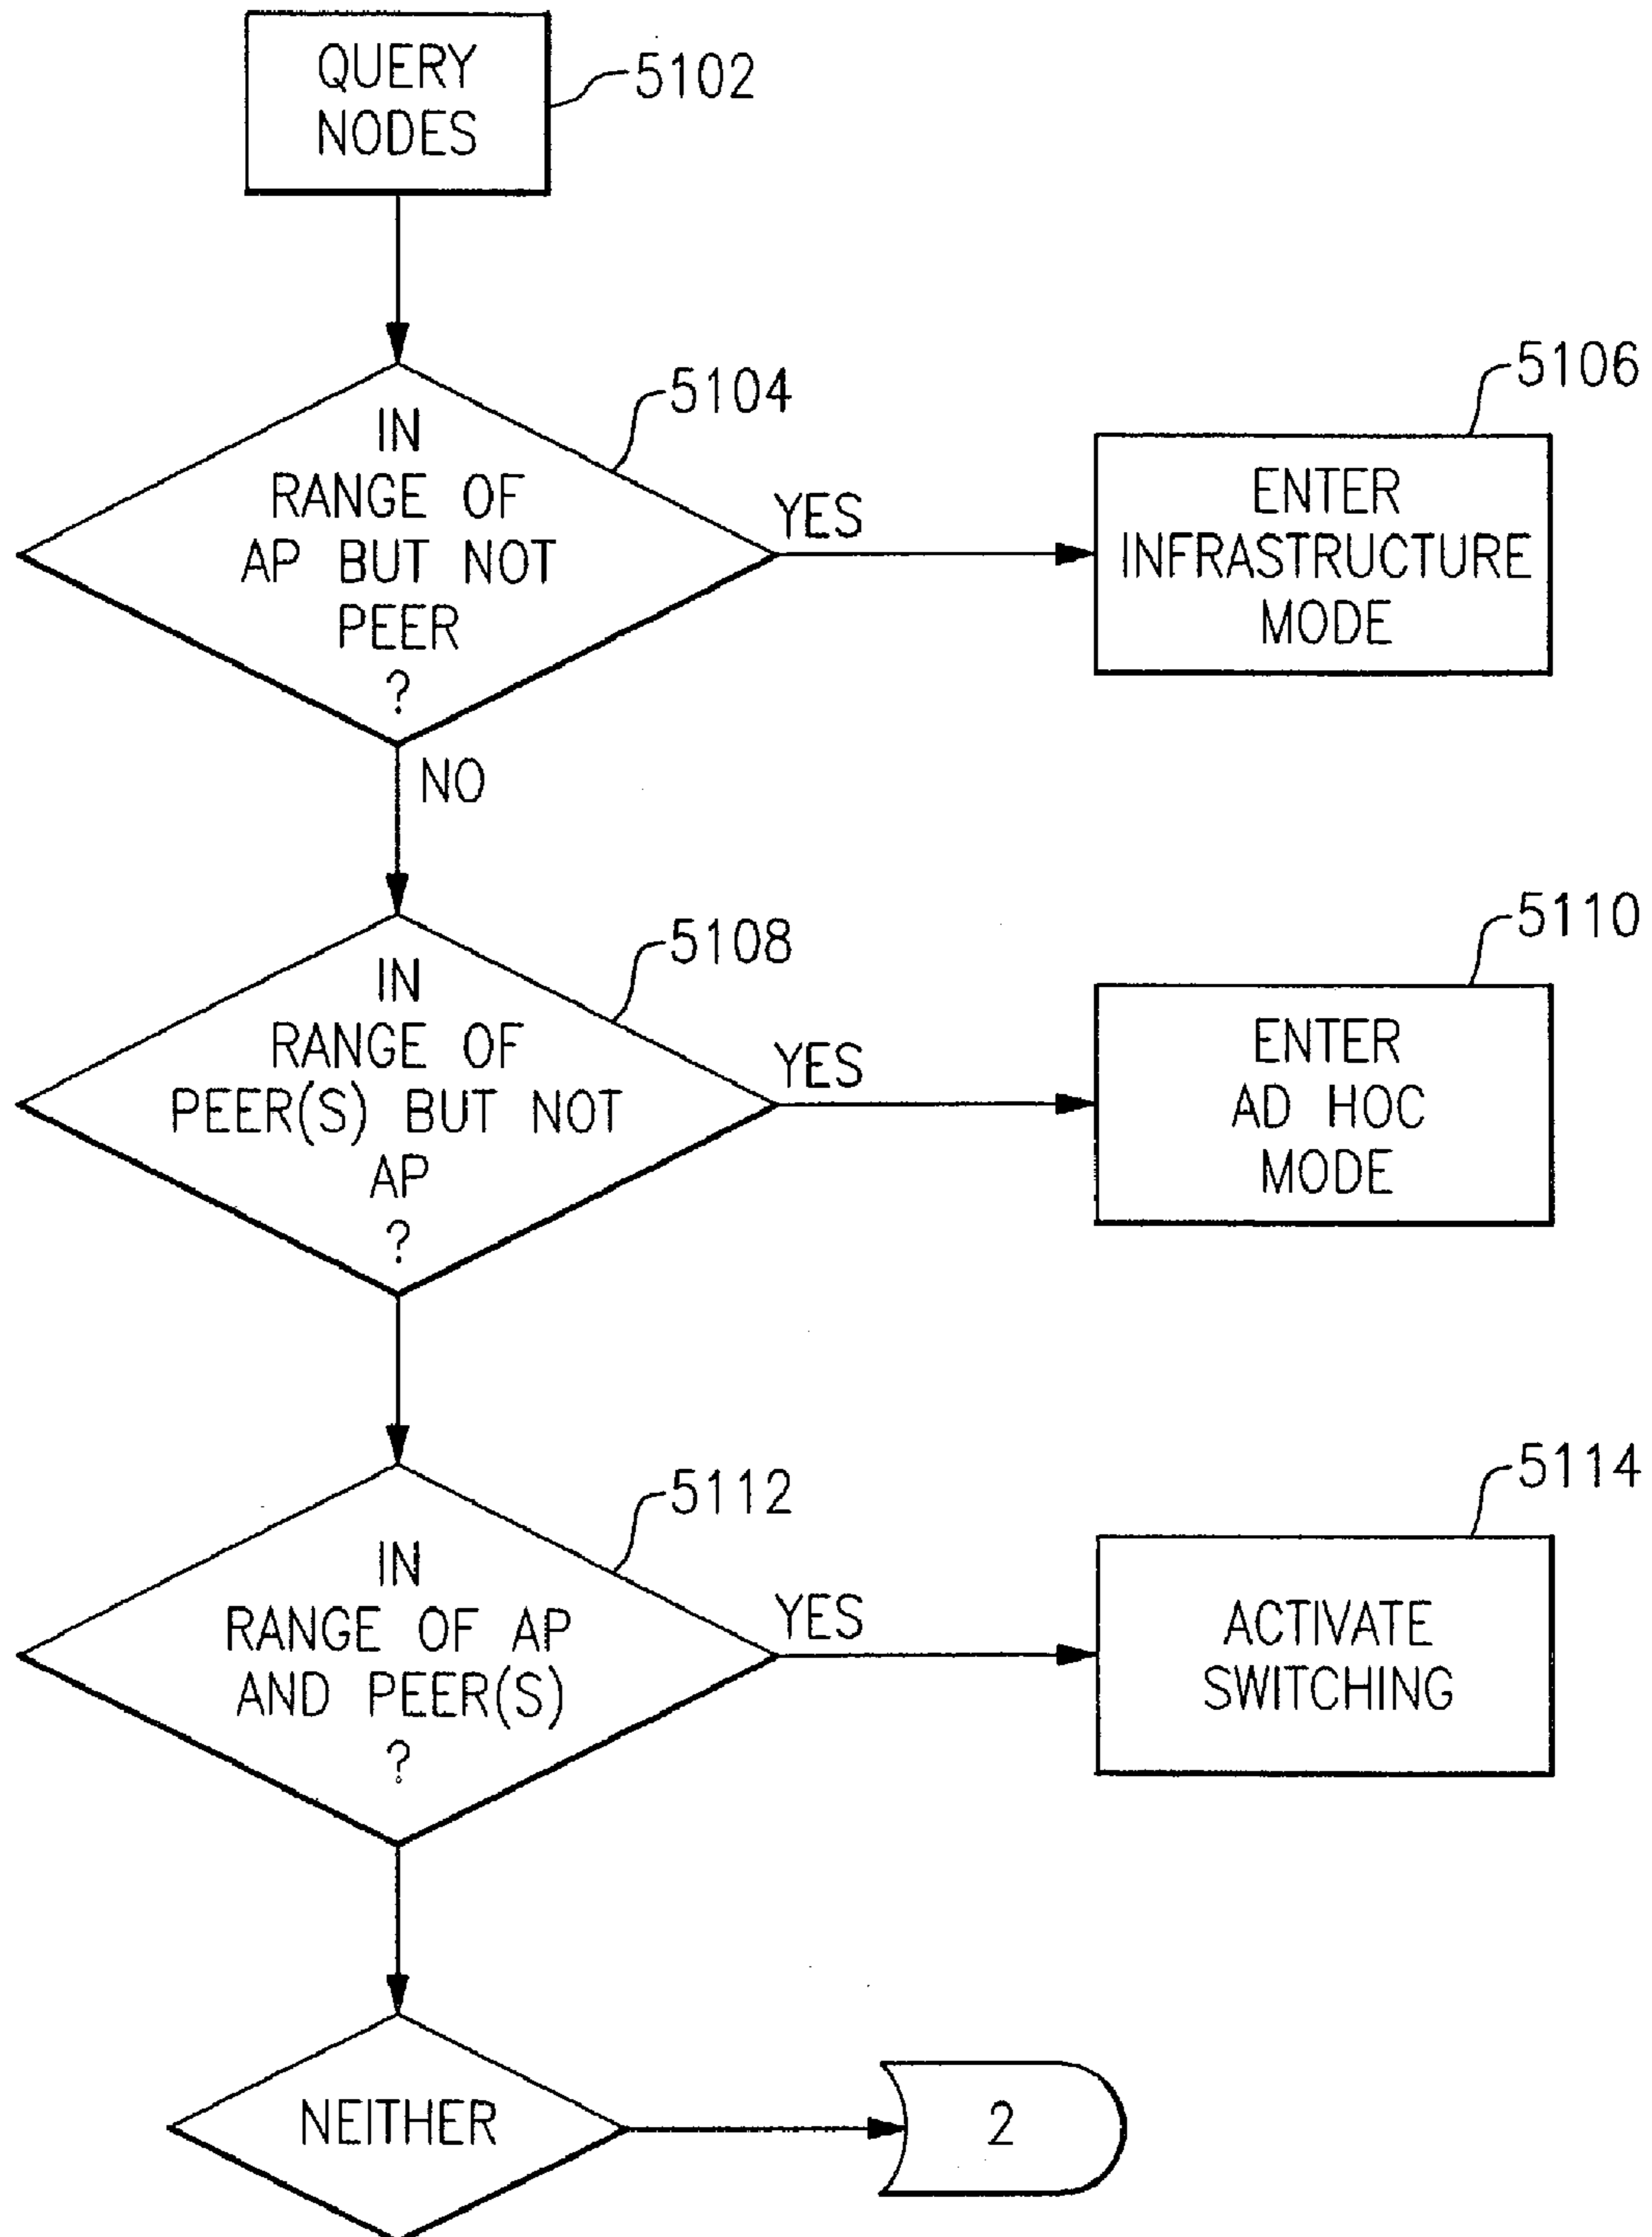 QUERY
NODES
5102
IN
RANGE OF
AP BUT NOT
PEER
?
5104
YES
5106
ENTER
INFRASTRUCTURE
MODE
NO
IN
RANGE OF
PEER(S) BUT NOT
AP
?
5108
YES
5110
ENTER
AD HOC
MODE
IN
RANGE OF AP
AND PEER(S)
?
5112
YES
5114
ACTIVATE
SWITCHING
NEITHER
2